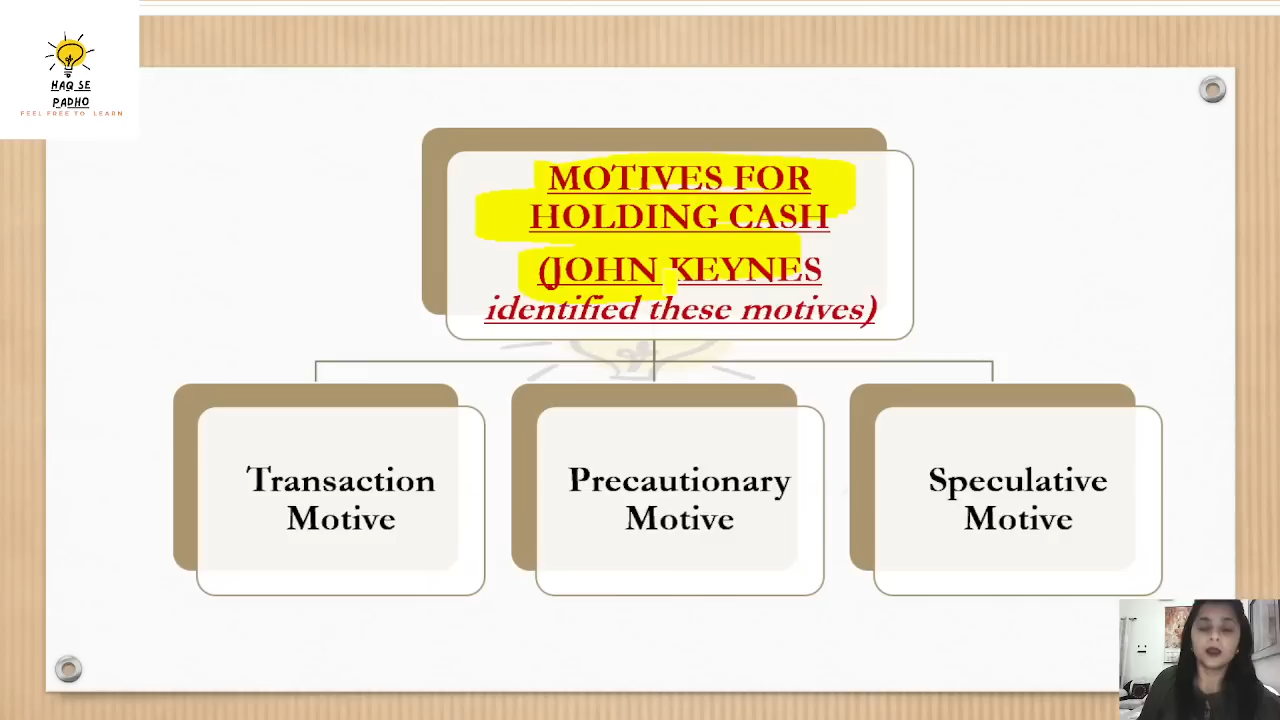 HAQ SE
PADHO
FEEL FREE TO LEARN
MOTIVES FOR
HOLDING CASH
(JOHN KEYNES
identified these motives)
Transaction
Motive
Precautionary
Motive
Speculative
Motive